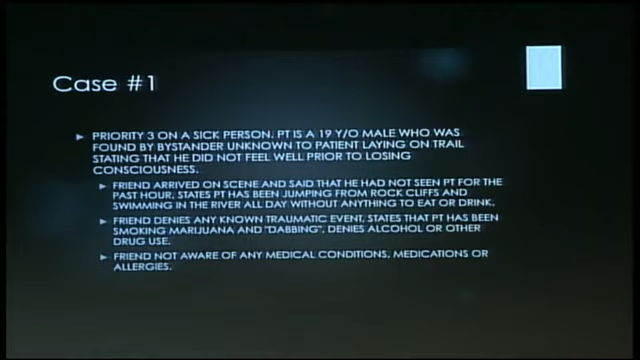 Case #1
PRIORITY 3 ON A SICK PERSON. PT IS A 19 Y/O MALE WHO WAS
FOUND BY BYSTANDER UNKNOWN TO PATIENT LAYING ON TRAIL
STATING THAT HE DID NOT FEEL WELL PRIOR TO LOSING
CONSCIOUSNESS.
FRIEND ARRIVED ON SCENE AND SAID THAT HE HAD NOT SEEN PT FOR THE
PAST HOUR. STATES PT HAS BEEN JUMPING FROM ROCK CLIFFS AND
SWIMMING IN THE RIVER ALL DAY WITHOUT ANYTHING TO EAT OR DRINK.
FRIEND DENIES ANY KNOWN TRAUMATIC EVENT, STATES THAT PT HAS BEEN
SMOKING MARIJUANA AND "DABBING", DENIES ALCOHOL OR OTHER
DRUG USE.
FRIEND NOT AWARE OF ANY MEDICAL CONDITIONS, MEDICATIONS OR
ALLERGIES.